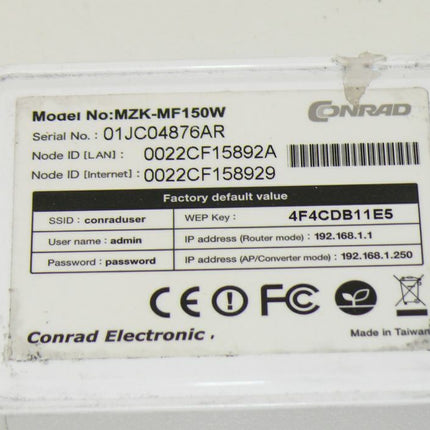 Model No:MZK-MF150W
CONRAD
Serial No. : 01JC04876AR
Node ID [LAN] : 0022CF15892A
Node ID [Internet] : 0022CF158929
Factory default value
SSID : conraduser WEP Key : 4F4CDB11E5
User name : admin IP address (Router mode) : 192.168.1.1
Password : password IP address (AP/Converter mode) : 192.168.1.250
CE FC
Conrad Electronic .
Made in Taiwan